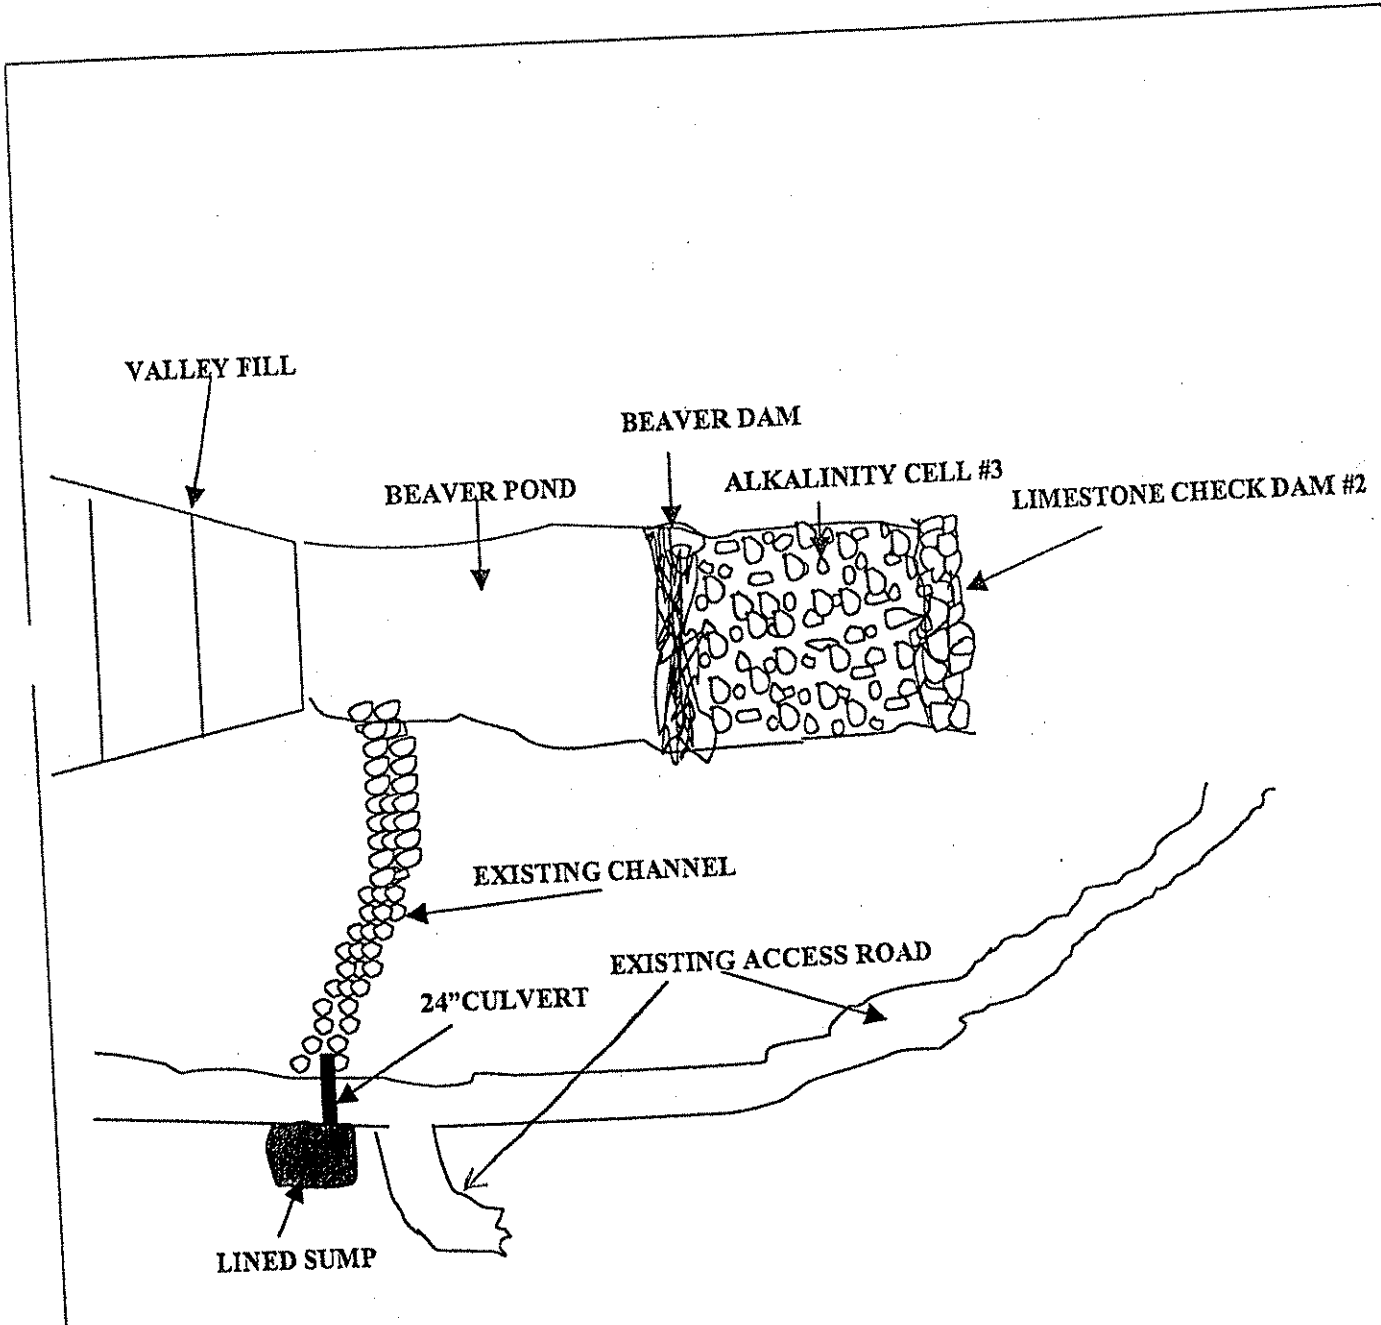 VALLEY FILL
BEAVER DAM
BEAVER POND
ALKALINITY CELL #3
LIMESTONE CHECK DAM #2
EXISTING CHANNEL
EXISTING ACCESS ROAD
24”CULVERT
LINED SUMP